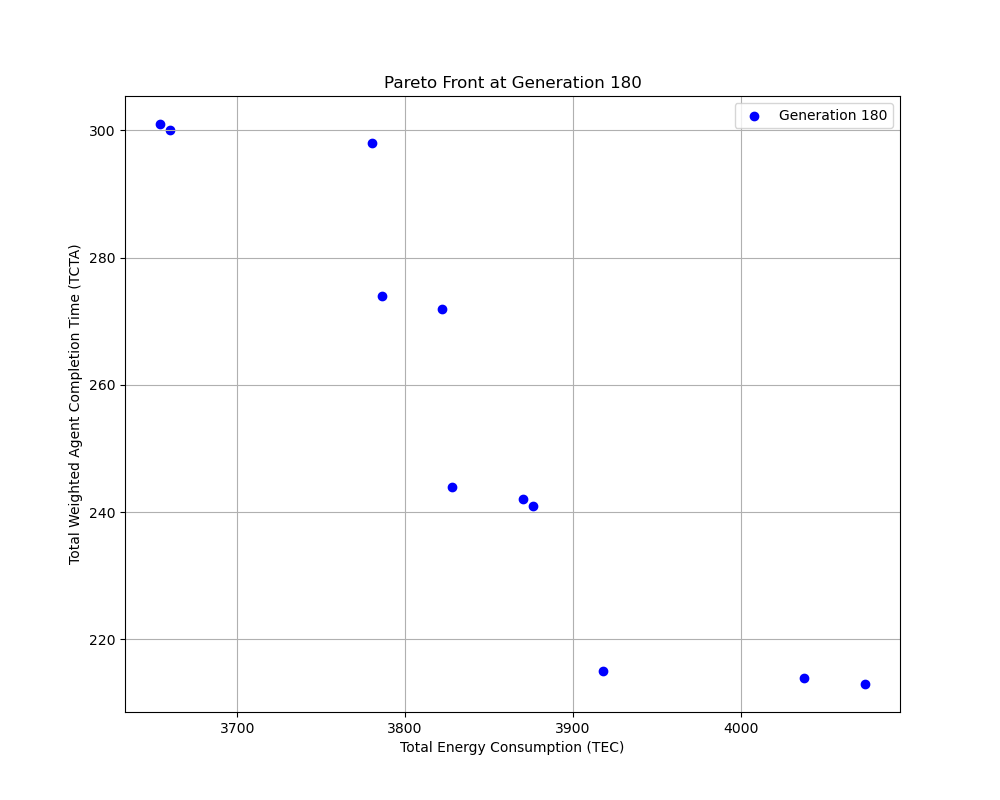 Pareto Front at Generation 180
Generation 180
Total Weighted Agent Completion Time (TCTA)
300
280
260
240
220
3700 3800 3900 4000
Total Energy Consumption (TEC)